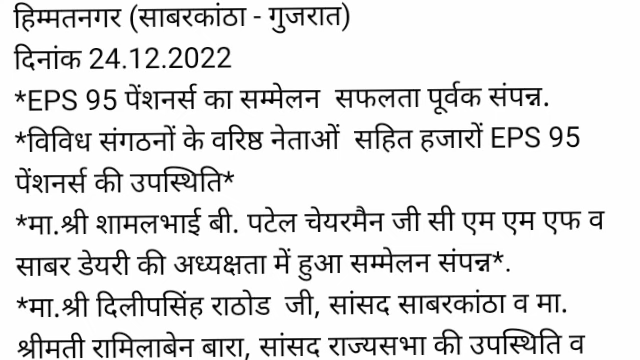 हिम्मतनगर (साबरकांठा - गुजरात)
दिनांक 24.12.2022
*EPS 95 पेंशनर्स का सम्मेलन  सफलता पूर्वक संपन्न.
*विविध संगठनों के वरिष्ठ नेताओं  सहित हजारों EPS 95
पेंशनर्स की उपस्थिति*
*मा.श्री शामलभाई बी. पटेल चेयरमैन जी सी एम एम एफ व
साबर डेयरी की अध्यक्षता में हुआ सम्मेलन संपन्न*.
*मा.श्री दिलीपसिंह राठोड  जी, सांसद साबरकांठा व मा.
श्रीमती रामिलाबेन बारा, सांसद राज्यसभा की उपस्थिति व